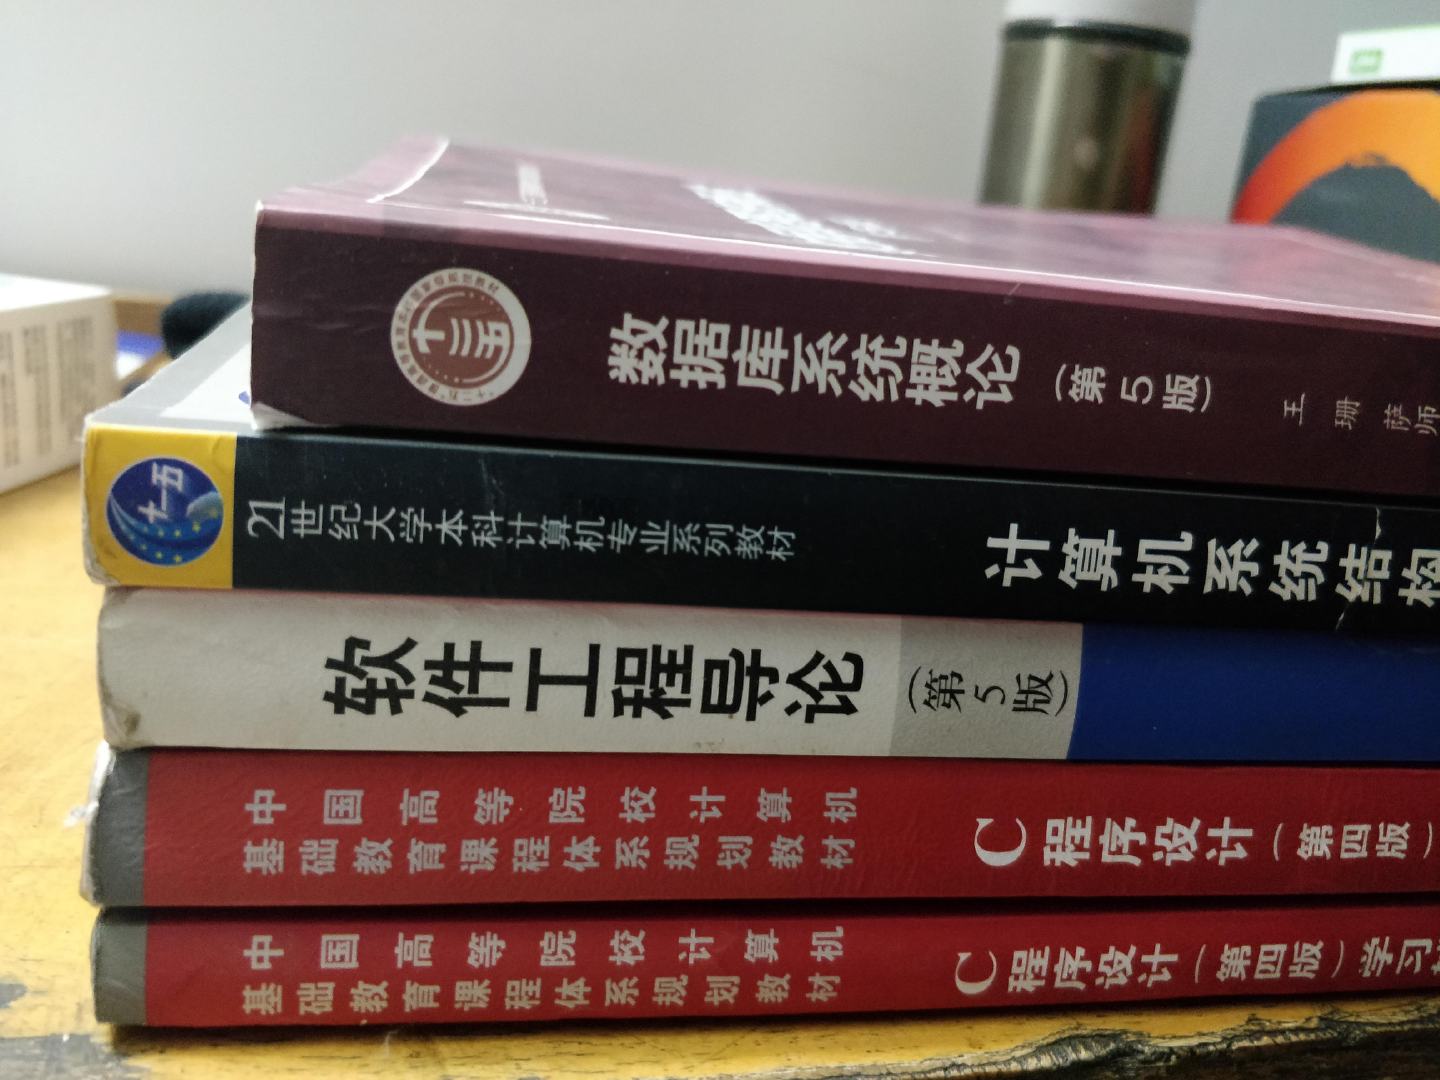 十二五
数据库系统概论 (第5版) 王 珊 萨师
十一五
21世纪大学本科计算机专业系列教材 计算机系统结构
软件工程导论 (第5版)
中国高等院校计算机
基础教育课程体系规划教材
C程序设计(第四版)
中国高等院校计算机
基础教育课程体系规划教材
C程序设计(第四版)学习